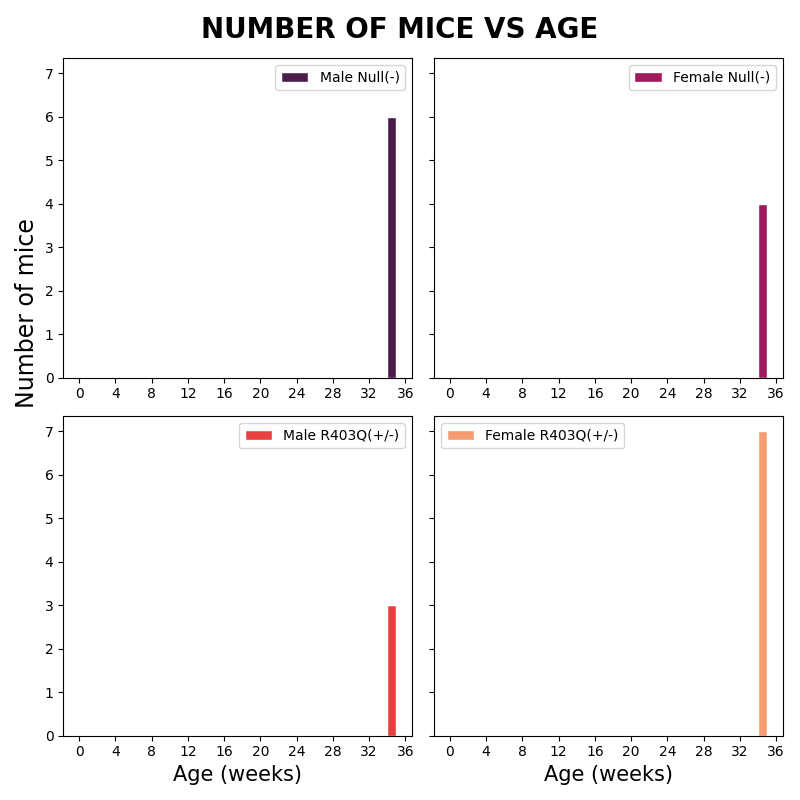 NUMBER OF MICE VS AGE
Number of mice
7
6
5
4
3
2
1
0
Male Null(-)
0 4 8 12 16 20 24 28 32 36
Female Null(-)
0 4 8 12 16 20 24 28 32 36
7
6
5
4
3
2
1
0
Male R403Q(+/-)
0 4 8 12 16 20 24 28 32 36
Age (weeks)
Female R403Q(+/-)
0 4 8 12 16 20 24 28 32 36
Age (weeks)